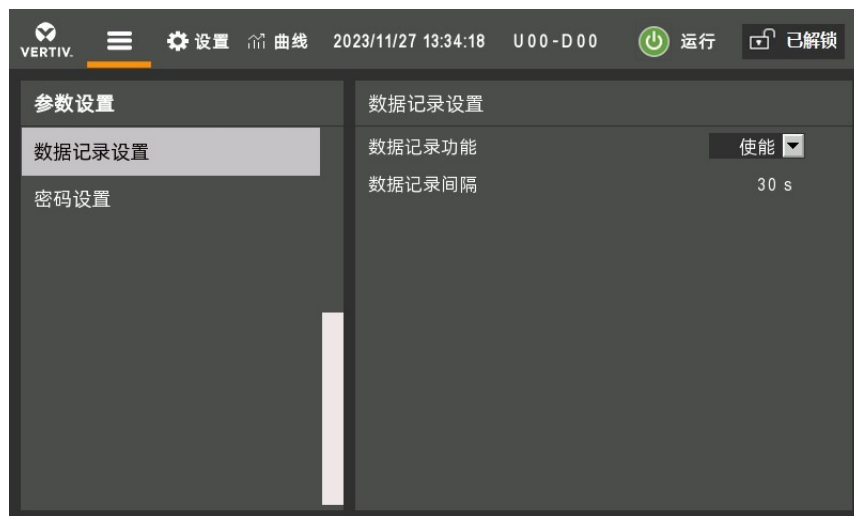 VERTIV. 设置 曲线 2023/11/27 13:34:18 U00-D00 运行 已解锁
参数设置
数据记录设置
密码设置
数据记录设置
数据记录功能 使能
数据记录间隔 30 s